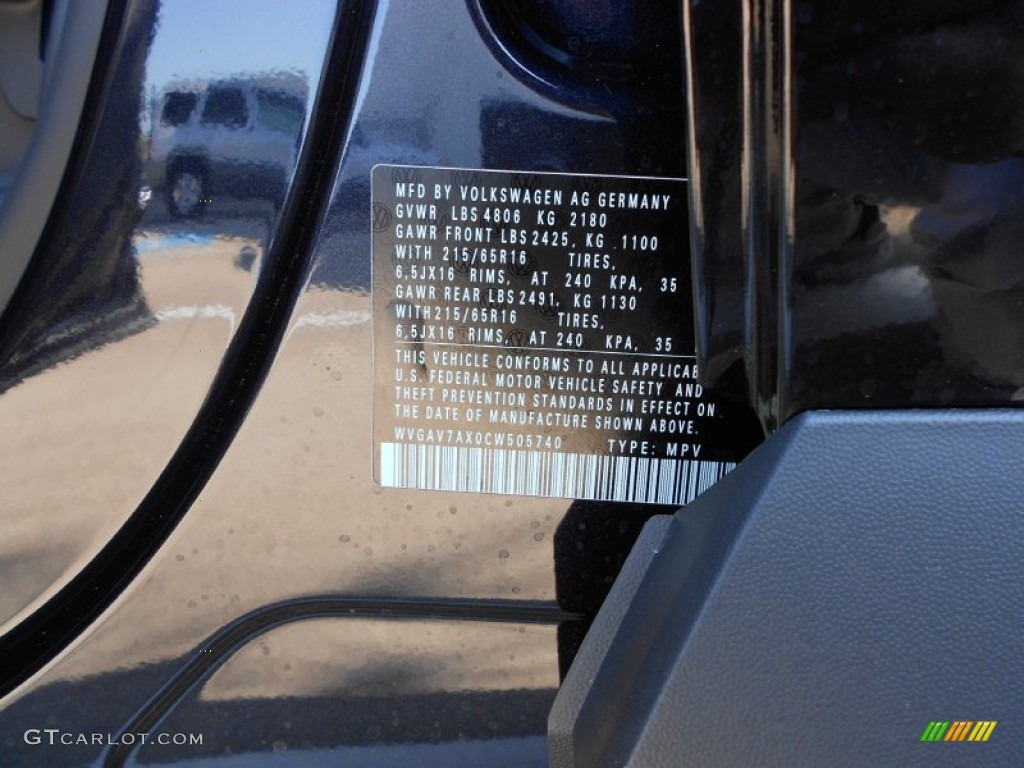 MFD BY VOLKSWAGEN AG GERMANY
GVWR LBS 4806 KG 2180
GAWR FRONT LBS 2425, KG 1100
WITH 215/65R16 TIRES,
6,5JX16 RIMS, AT 240 KPA, 35
GAWR REAR LBS 2491, KG 1130
WITH 215/65R16 TIRES,
6,5JX16 RIMS, AT 240 KPA, 35
THIS VEHICLE CONFORMS TO ALL APPLICAB
U.S. FEDERAL MOTOR VEHICLE SAFETY AND
THEFT PREVENTION STANDARDS IN EFFECT ON
THE DATE OF MANUFACTURE SHOWN ABOVE.
WVGAV7AX0CW505740 TYPE: MPV
GTCARLOT.COM